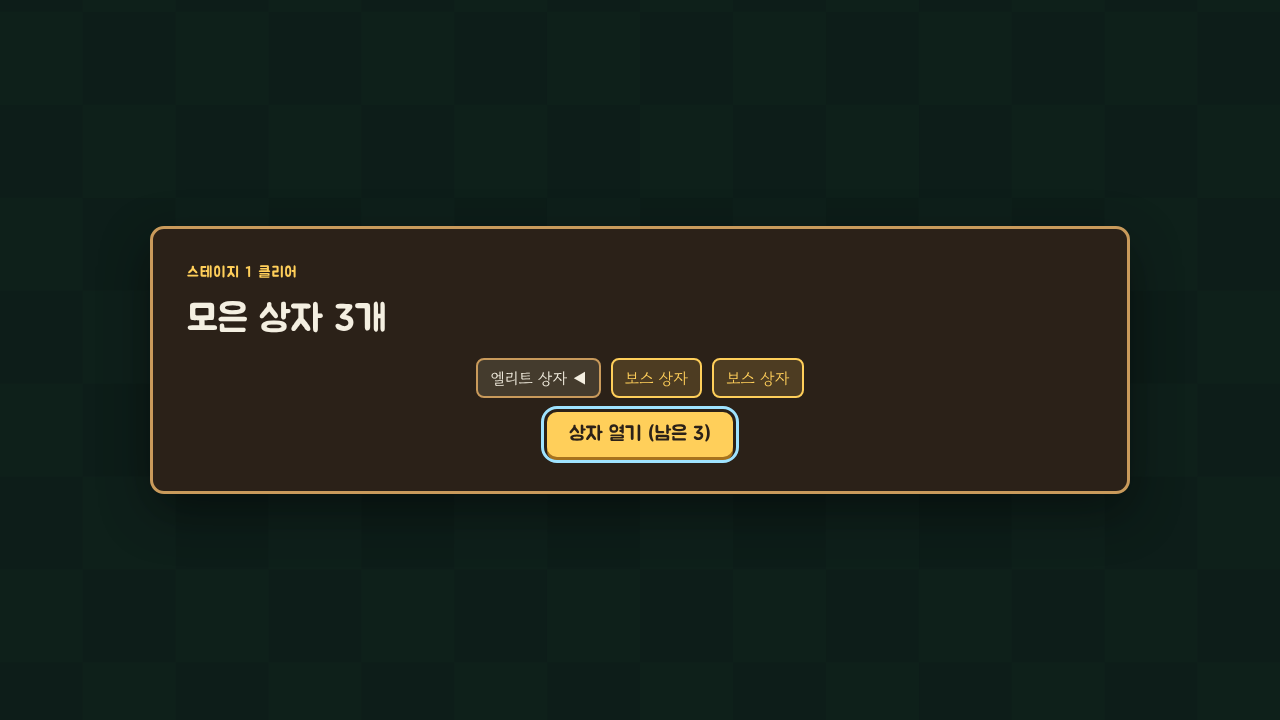 스테이지 1 클리어
모은 상자 3개
엘리트 상자 ◀ 보스 상자 보스 상자
상자 열기 (남은 3)